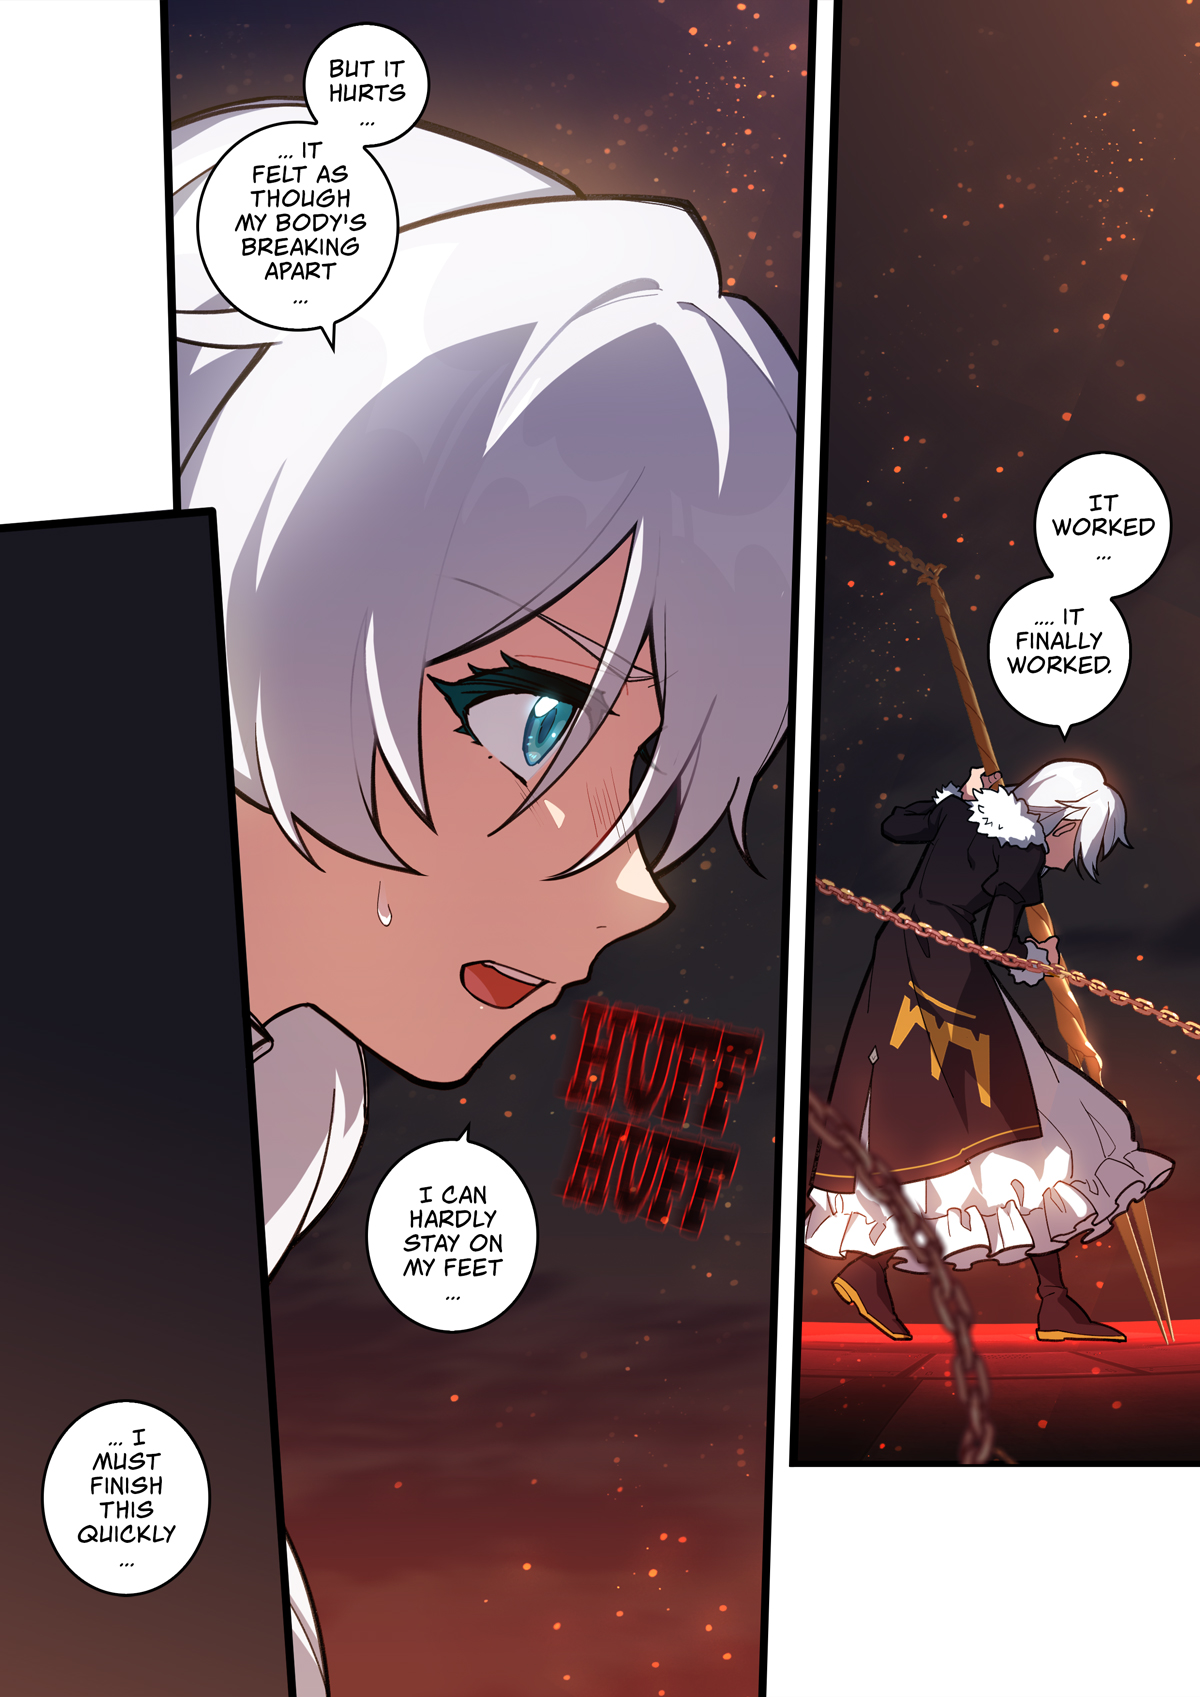 IT
WORKED
...
.... IT
FINALLY
WORKED.
BUT IT
HURTS
...
... IT
FELT AS
THOUGH
MY BODY'S
BREAKING
APART
...
HUFF
HUFF
I CAN
HARDLY
STAY ON
MY FEET
...
... I
MUST
FINISH
THIS
QUICKLY
...